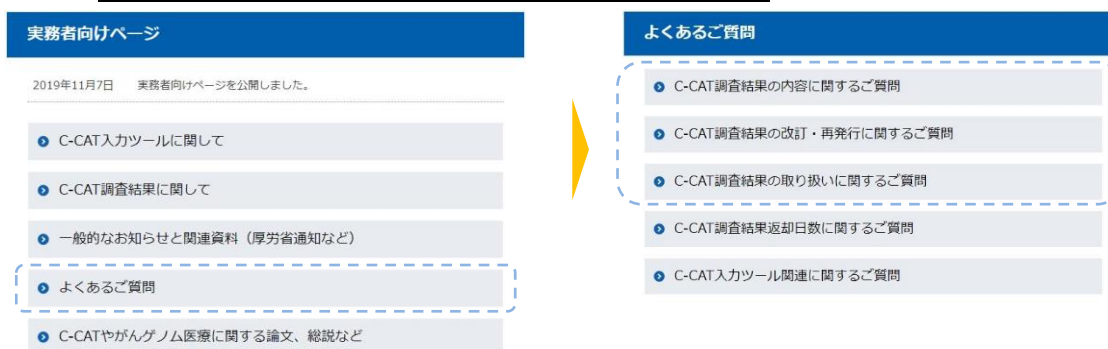 実務者向けページ
2019年11月7日　実務者向けページを公開しました。
C-CAT入力ツールに関して
C-CAT調査結果に関して
一般的なお知らせと関連資料（厚労省通知など）
よくあるご質問
C-CATやがんゲノム医療に関する論文、総説など
よくあるご質問
C-CAT調査結果の内容に関するご質問
C-CAT調査結果の改訂・再発行に関するご質問
C-CAT調査結果の取り扱いに関するご質問
C-CAT調査結果返却日数に関するご質問
C-CAT入力ツール関連に関するご質問